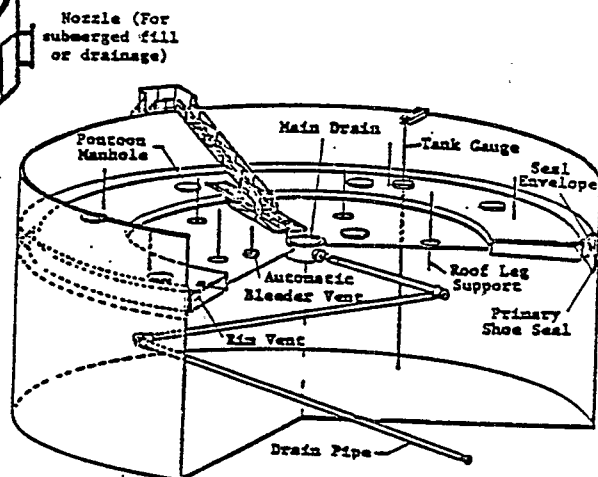 Nozzle (For
submerged fill
or drainage)
Main Drain
Pontoon
Manhole
Tank Gauge
Seal
Envelope
Automatic
Bleeder Vent
Roof Leg
Support
Rim Vent
Primary
Shoe Seal
Drain Pipe